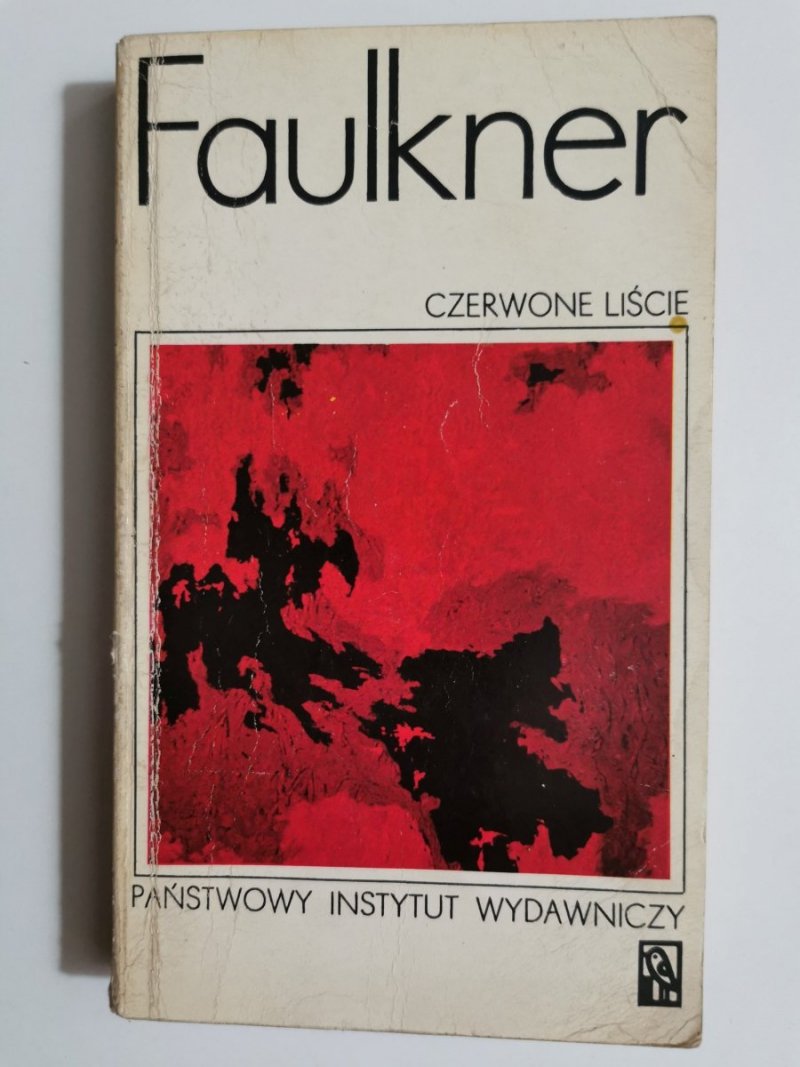 Faulkner
CZERWONE LIŚCIE
PAŃSTWOWY INSTYTUT WYDAWNICZY